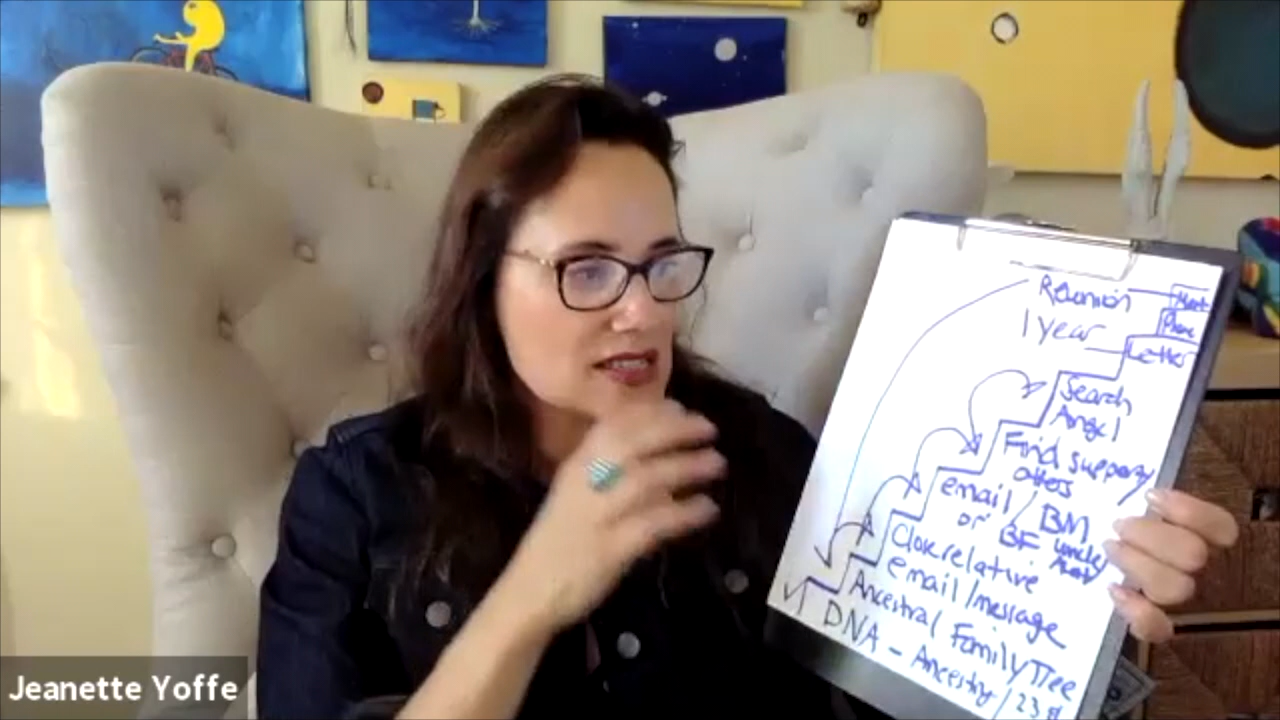 Reunion
Meet
Phone
1 year
Letter
Search
Angel
Find support/
others
email/BM
or BF uncle/
Close relative
email/message
Ancestral Family Tree
DNA - Ancestry/23
Jeanette Yoffe